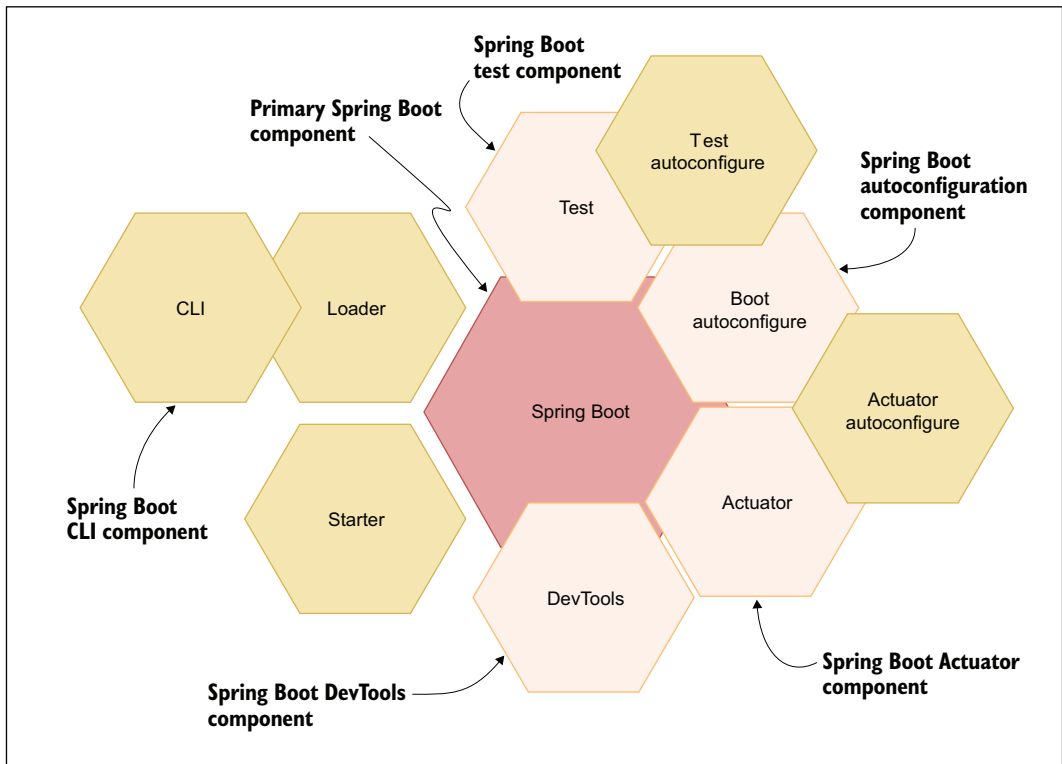 Spring Boot
test component
Primary Spring Boot
component
Test
autoconfigure
Spring Boot
autoconfiguration
component
Test
CLI
Loader
Boot
autoconfigure
Spring Boot
Actuator
autoconfigure
Spring Boot
CLI component
Starter
Actuator
DevTools
Spring Boot Actuator
component
Spring Boot DevTools
component